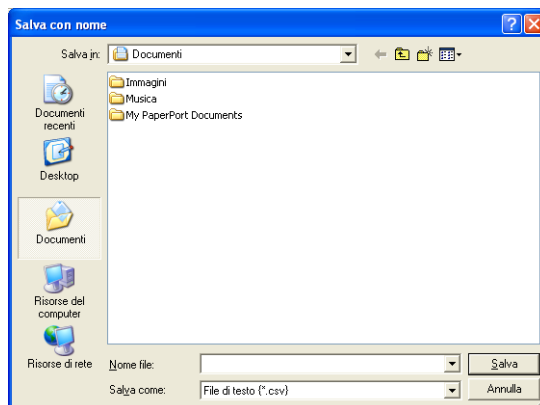 Salva con nome
Salva in:
Documenti
Documenti
recenti
Desktop
Documenti
Risorse del
computer
Risorse di rete
Immagini
Musica
My PaperPort Documents
Nome file:
Salva
Salva come:
File di testo {*.csv}
Annulla